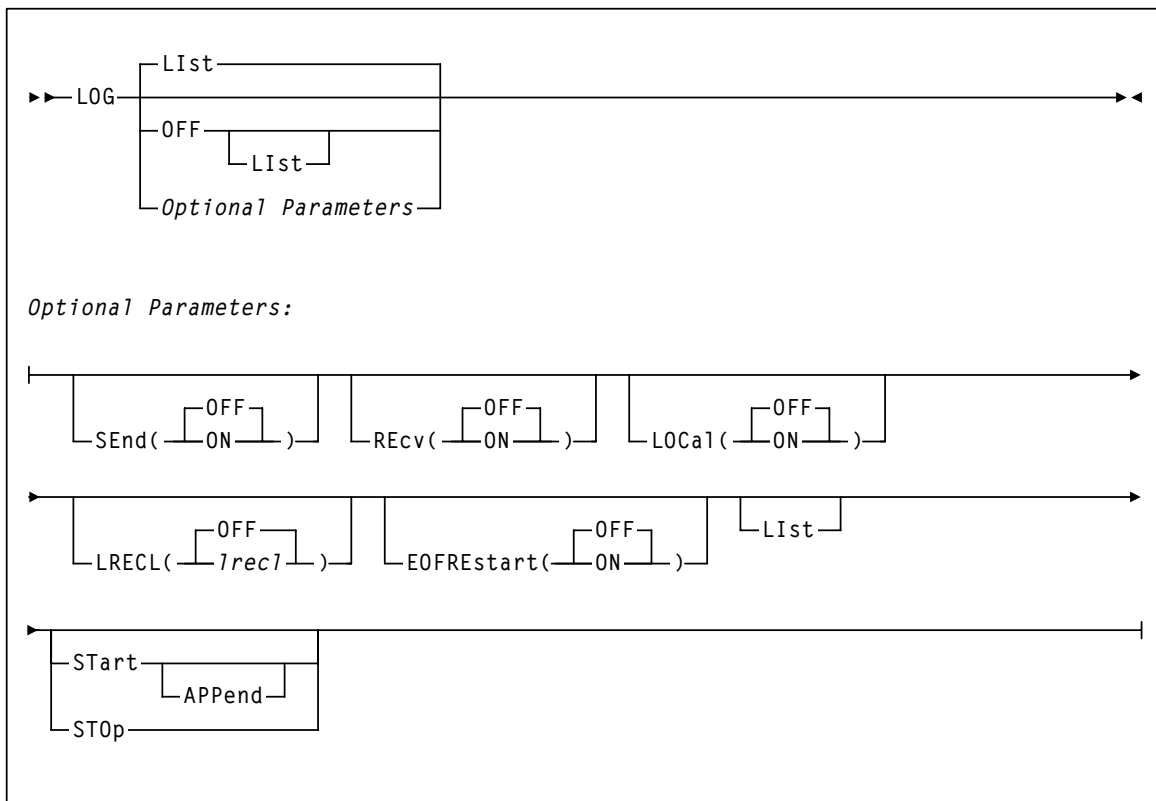 LIst
LOG
OFF
LIst
Optional Parameters
Optional Parameters:
OFF OFF OFF
SEnd( ON ) REcv( ON ) LOCal( ON )
OFF OFF LIst
LRECL( lrecl ) EOFREstart( ON )
STart
APPend
STOp